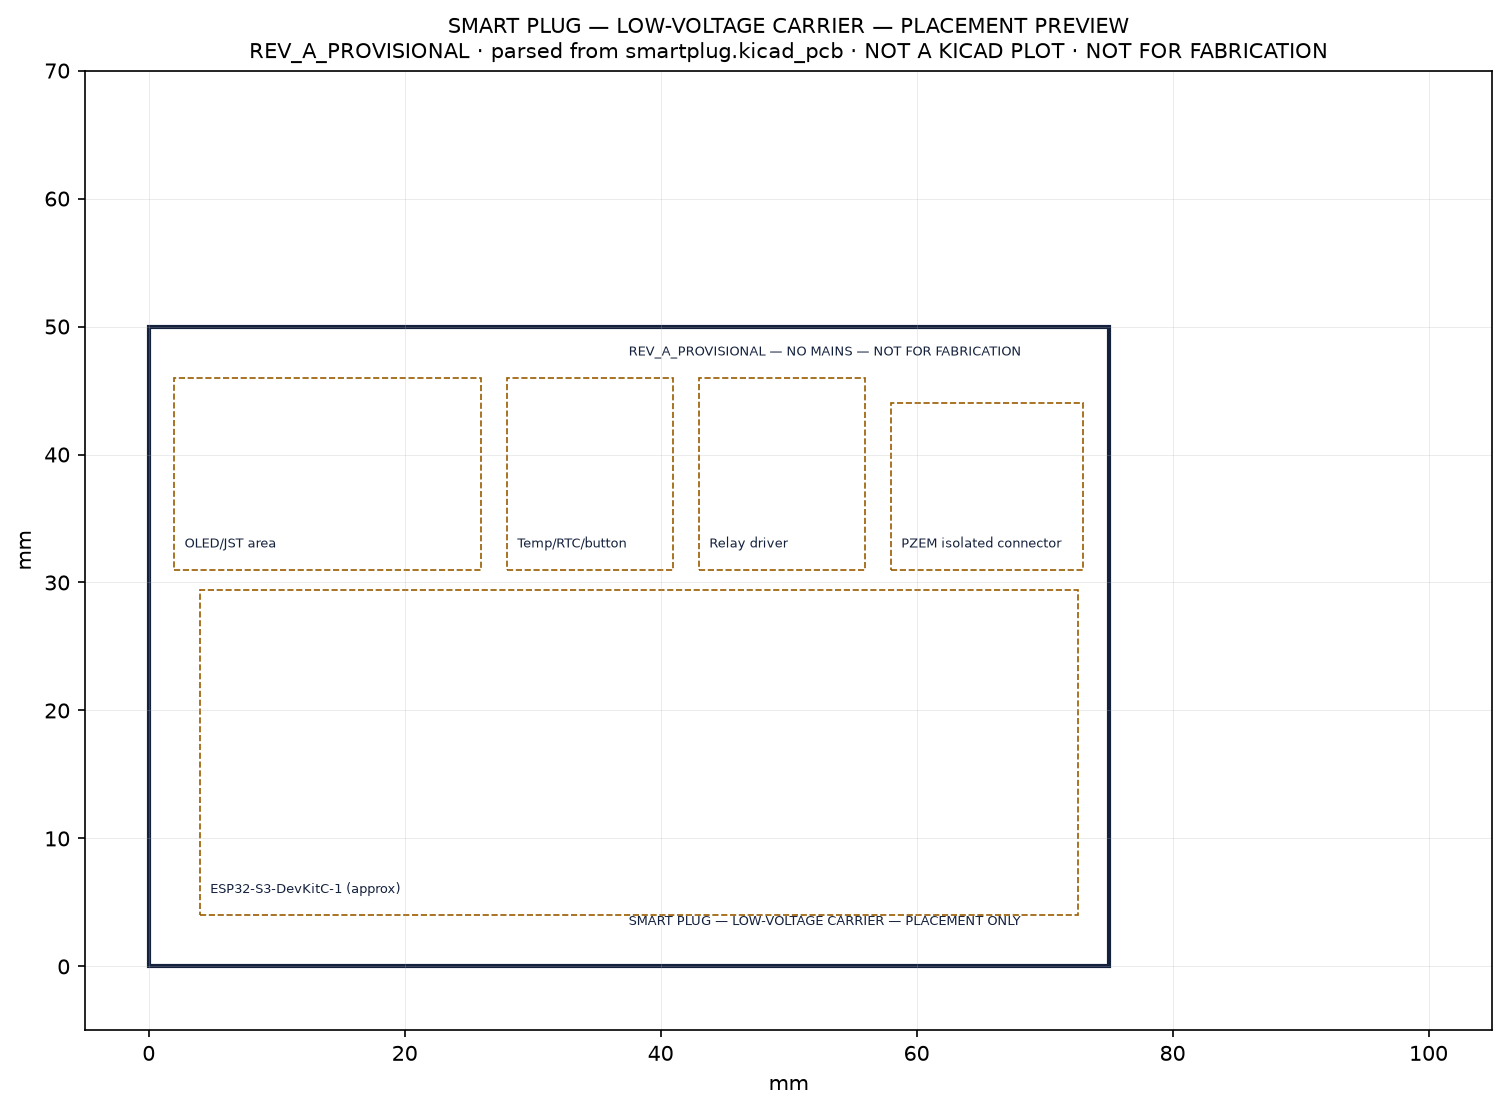 SMART PLUG — LOW-VOLTAGE CARRIER — PLACEMENT PREVIEW
REV_A_PROVISIONAL · parsed from smartplug.kicad_pcb · NOT A KICAD PLOT · NOT FOR FABRICATION
70
60
50
REV_A_PROVISIONAL — NO MAINS — NOT FOR FABRICATION
40
OLED/JST area
Temp/RTC/button
Relay driver
PZEM isolated connector
mm
30
20
10
ESP32-S3-DevKitC-1 (approx)
SMART PLUG — LOW-VOLTAGE CARRIER — PLACEMENT ONLY
0
0 20 40 60 80 100
mm